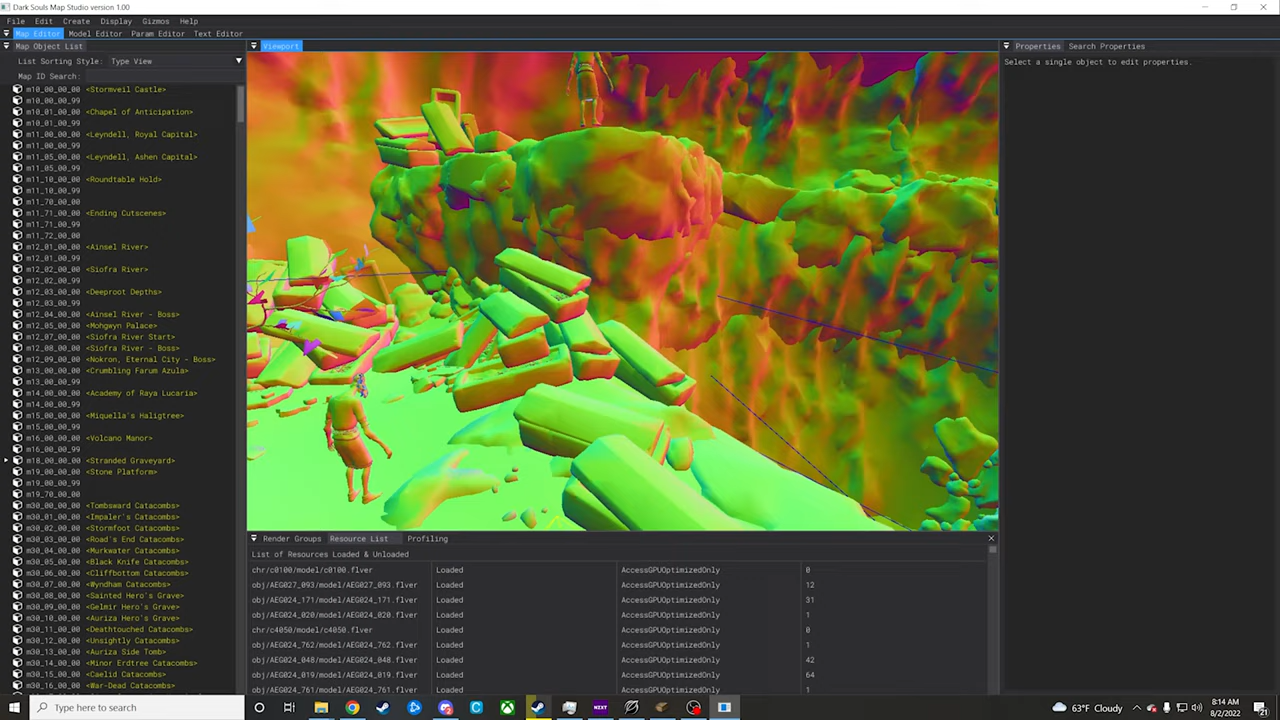 Dark Souls Map Studio version 1.00
File Edit Create Display Gizmos Help
Map Editor Model Editor Param Editor Text Editor
Map Object List
List Sorting Style: Type View
Map ID Search:
m10_00_00_00 <Stormveil Castle>
m10_00_00_99
m10_01_00_00 <Chapel of Anticipation>
m10_01_00_99
m11_00_00_00 <Leyndell, Royal Capital>
m11_00_00_99
m11_05_00_00 <Leyndell, Ashen Capital>
m11_05_00_99
m11_10_00_00 <Roundtable Hold>
m11_10_00_99
m11_70_00_00
m11_71_00_00 <Ending Cutscenes>
m11_71_00_99
m11_72_00_00
m12_01_00_00 <Ainsel River>
m12_01_00_99
m12_02_00_00 <Siofra River>
m12_02_00_99
m12_03_00_00 <Deeproot Depths>
m12_03_00_99
m12_04_00_00 <Ainsel River - Boss>
m12_05_00_00 <Mohgwyn Palace>
m12_07_00_00 <Siofra River Start>
m12_08_00_00 <Siofra River - Boss>
m12_09_00_00 <Nokron, Eternal City - Boss>
m13_00_00_00 <Crumbling Farum Azula>
m13_00_00_99
m14_00_00_00 <Academy of Raya Lucaria>
m14_00_00_99
m15_00_00_00 <Miquella's Haligtree>
m15_00_00_99
m16_00_00_00 <Volcano Manor>
m16_00_00_99
m18_00_00_00 <Stranded Graveyard>
m19_00_00_00 <Stone Platform>
m19_00_00_99
m19_70_00_00
m30_00_00_00 <Tombsward Catacombs>
m30_01_00_00 <Impaler's Catacombs>
m30_02_00_00 <Stormfoot Catacombs>
m30_03_00_00 <Road's End Catacombs>
m30_04_00_00 <Murkwater Catacombs>
m30_05_00_00 <Black Knife Catacombs>
m30_06_00_00 <Cliffbottom Catacombs>
m30_07_00_00 <Wyndham Catacombs>
m30_08_00_00 <Sainted Hero's Grave>
m30_09_00_00 <Gelmir Hero's Grave>
m30_10_00_00 <Auriza Hero's Grave>
m30_11_00_00 <Deathtouched Catacombs>
m30_12_00_00 <Unsightly Catacombs>
m30_13_00_00 <Auriza Side Tomb>
m30_14_00_00 <Minor Erdtree Catacombs>
m30_15_00_00 <Caelid Catacombs>
m30_16_00_00 <War-Dead Catacombs>
Viewport
Render Groups Resource List Profiling
List of Resources Loaded & Unloaded
chr/c0100/model/c0100.flver Loaded AccessGPUOptimizedOnly 0
obj/AEG027_093/model/AEG027_093.flver Loaded AccessGPUOptimizedOnly 12
obj/AEG024_171/model/AEG024_171.flver Loaded AccessGPUOptimizedOnly 31
obj/AEG024_020/model/AEG024_020.flver Loaded AccessGPUOptimizedOnly 1
chr/c4050/model/c4050.flver Loaded AccessGPUOptimizedOnly 0
obj/AEG024_762/model/AEG024_762.flver Loaded AccessGPUOptimizedOnly 1
obj/AEG024_048/model/AEG024_048.flver Loaded AccessGPUOptimizedOnly 42
obj/AEG024_019/model/AEG024_019.flver Loaded AccessGPUOptimizedOnly 64
obj/AEG024_761/model/AEG024_761.flver Loaded AccessGPUOptimizedOnly 1
Properties Search Properties
Select a single object to edit properties.
Type here to search
NZXT
63°F Cloudy
8:14 AM
8/2/2022
21